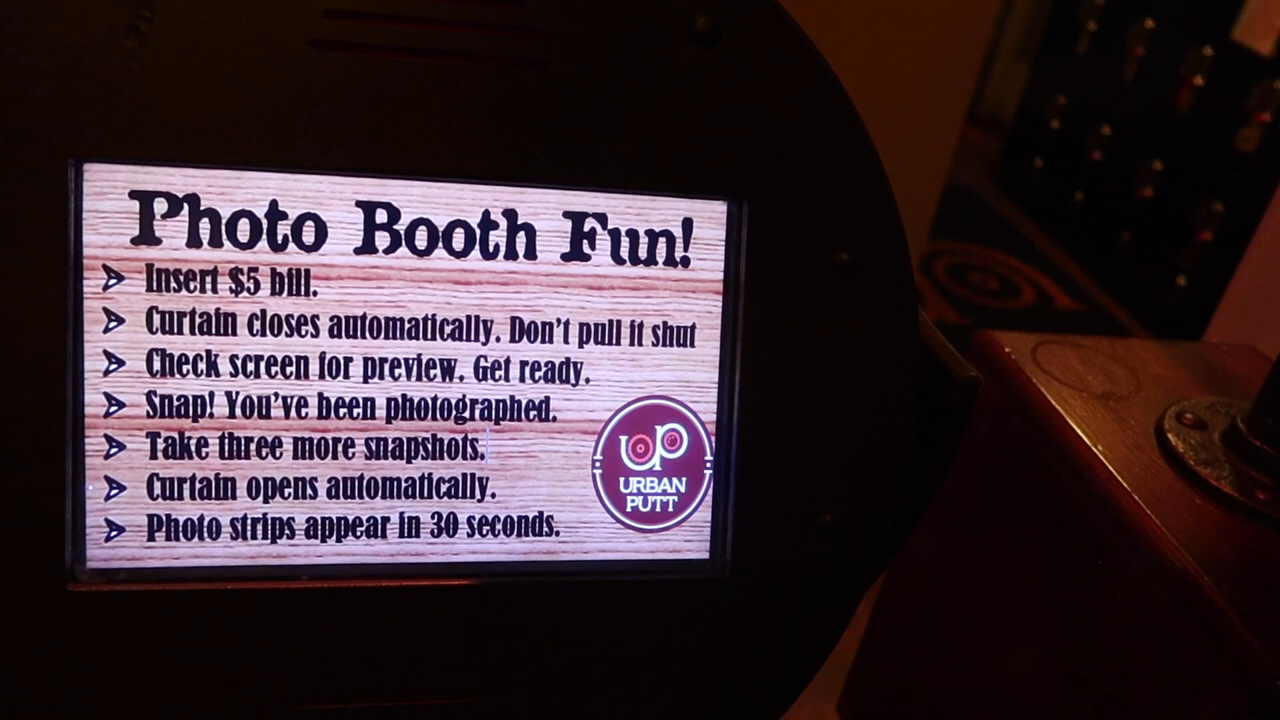 Photo Booth Fun!
Insert $5 bill.
Curtain closes automatically. Don't pull it shut
Check screen for preview. Get ready.
Snap! You've been photographed.
Take three more snapshots.
Curtain opens automatically.
Photo strips appear in 30 seconds.
up
URBAN
PUTT